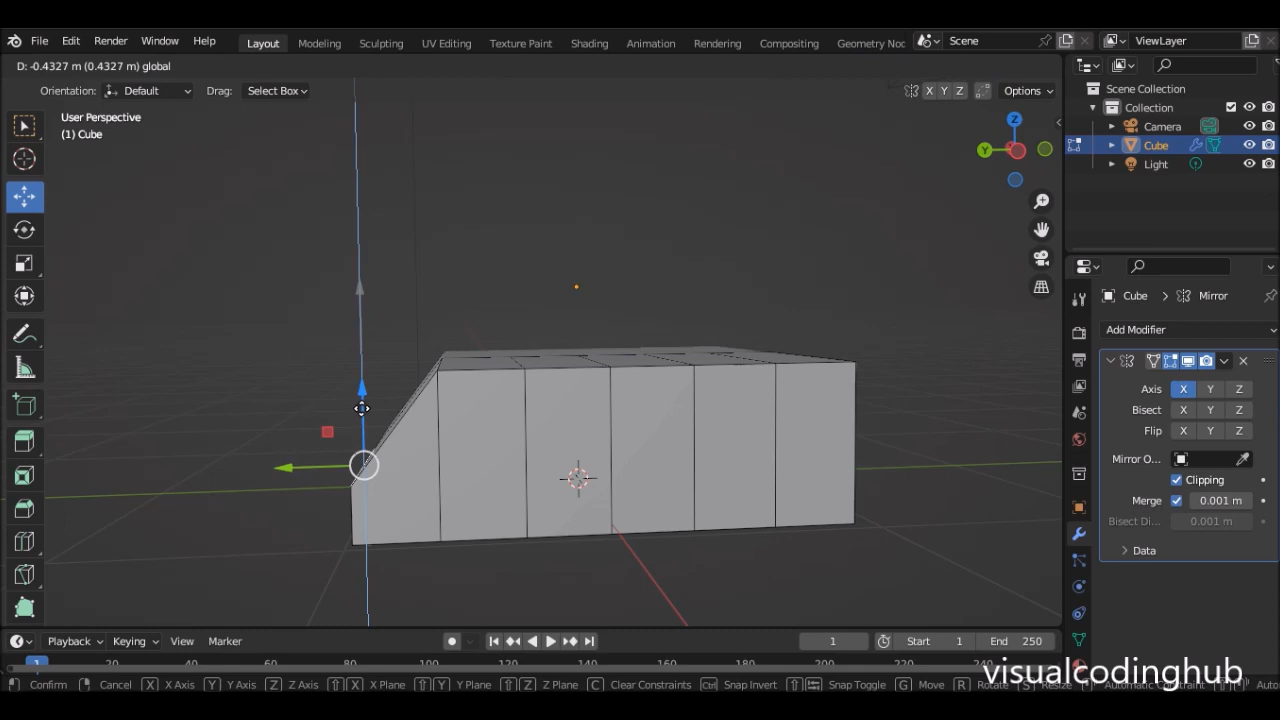 File Edit Render Window Help
Layout Modeling Sculpting UV Editing Texture Paint Shading Animation Rendering Compositing Geometry Noc
Scene
ViewLayer
D: -0.4327 m (0.4327 m) global
Orientation: Default Drag: Select Box
X Y Z
Options
User Perspective
(1) Cube
Z
Y
Scene Collection
Collection
Camera
Cube
Light
Cube > Mirror
Add Modifier
Axis X Y Z
Bisect X Y Z
Flip X Y Z
Mirror O...
Clipping
Merge 0.001 m
Bisect Di... 0.001 m
Data
Playback Keying View Marker
1
Start 1
End 250
1 20 40 60 80 100 120 140 160 180 200 220 240
Confirm Cancel X X Axis Y Y Axis Z Z Axis X X Plane Y Y Plane Z Z Plane C Clear Constraints Ctrl Snap Invert Snap Toggle G Move R Rotate S Resize Automatic Constraint
visualcodinghub